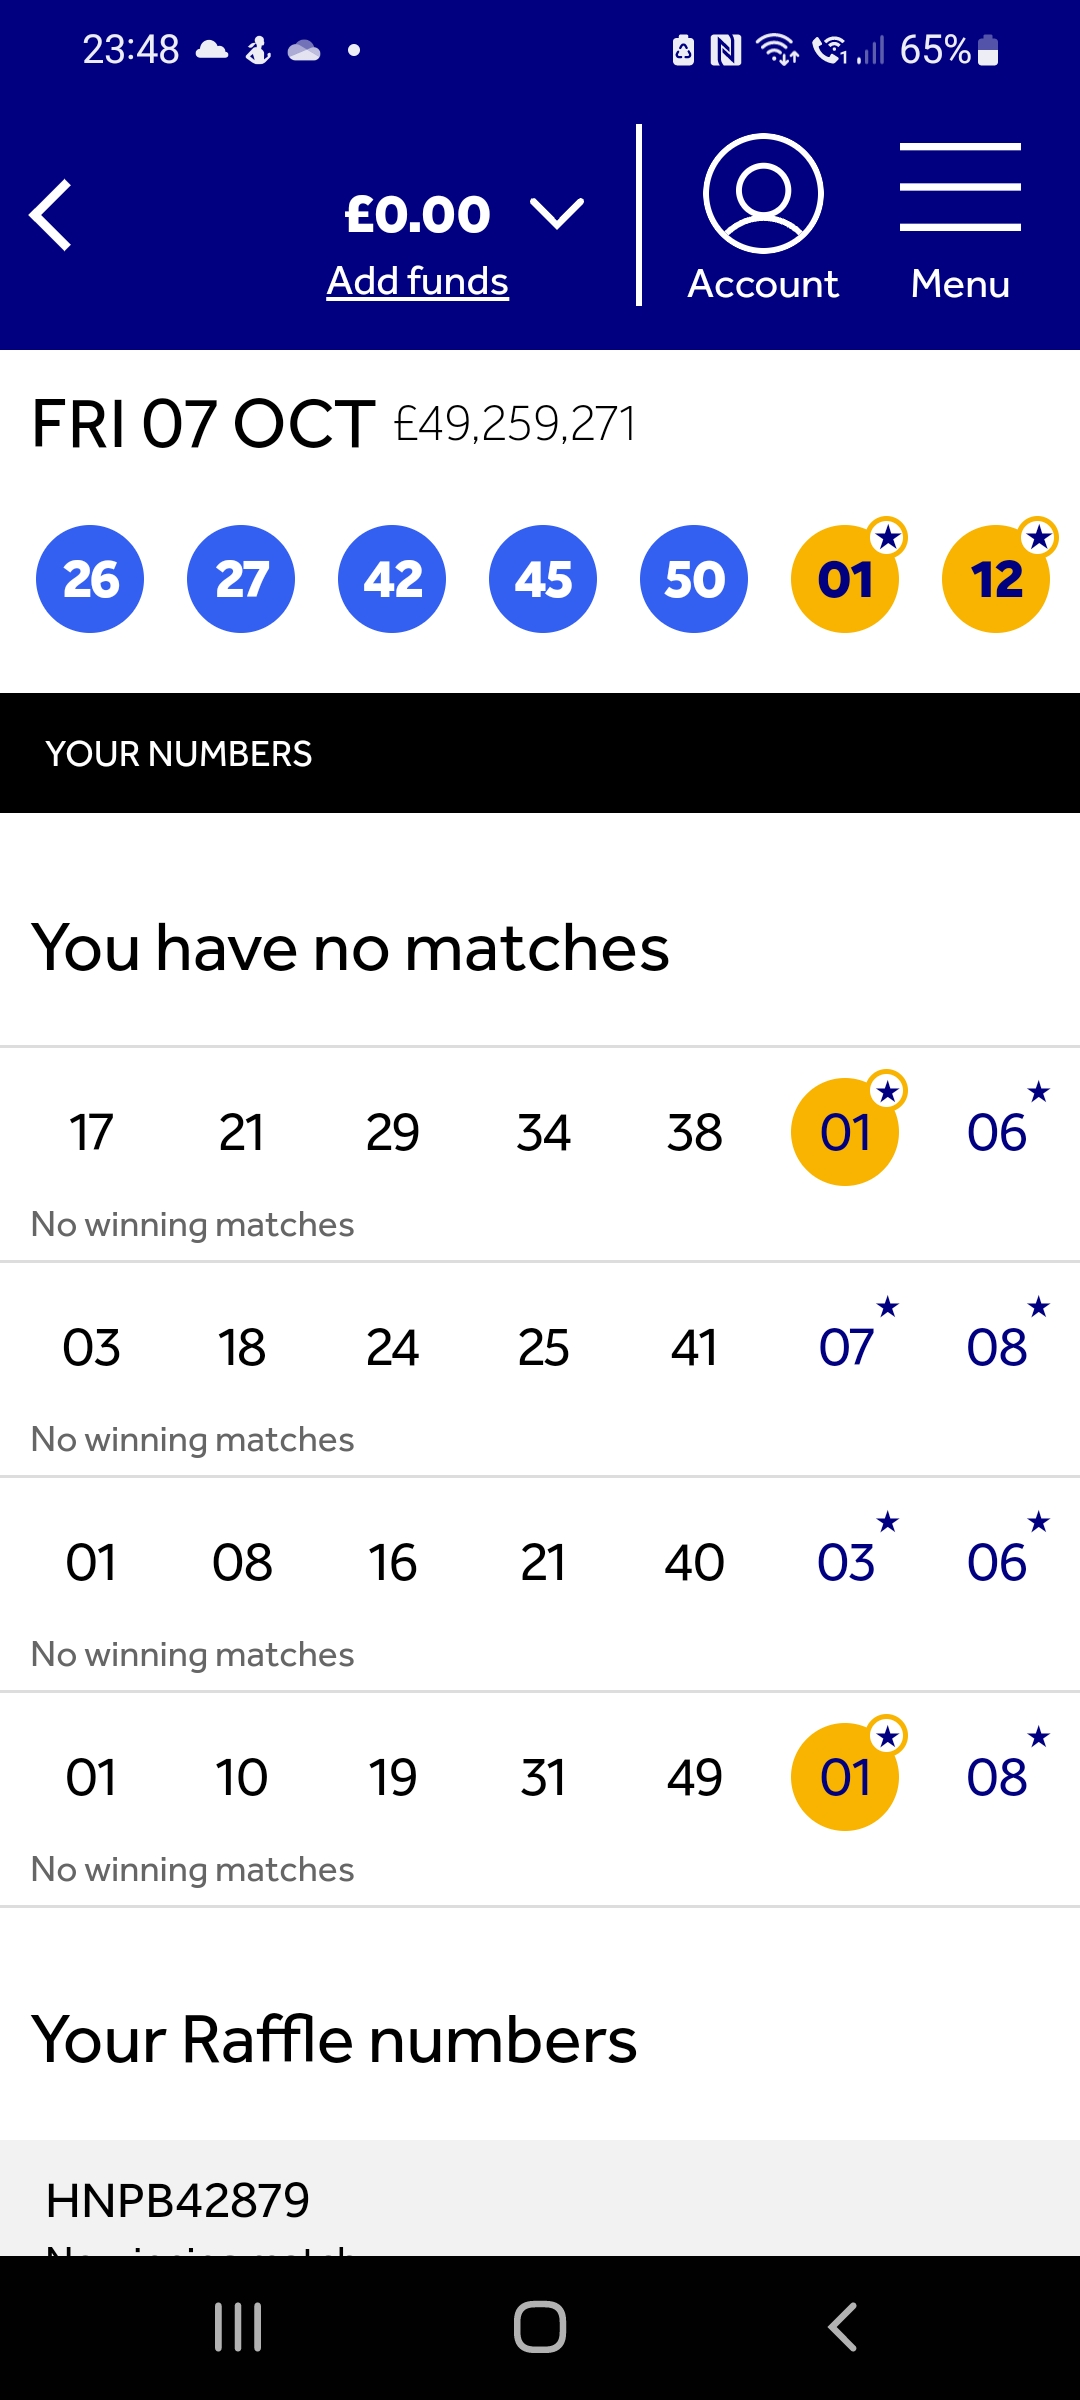 23:48 65%
£0.00
Add funds
Account
Menu
FRI 07 OCT £49,259,271
26 27 42 45 50 01 12
YOUR NUMBERS
You have no matches
17 21 29 34 38 01 06
No winning matches
03 18 24 25 41 07 08
No winning matches
01 08 16 21 40 03 06
No winning matches
01 10 19 31 49 01 08
No winning matches
Your Raffle numbers
HNPB42879